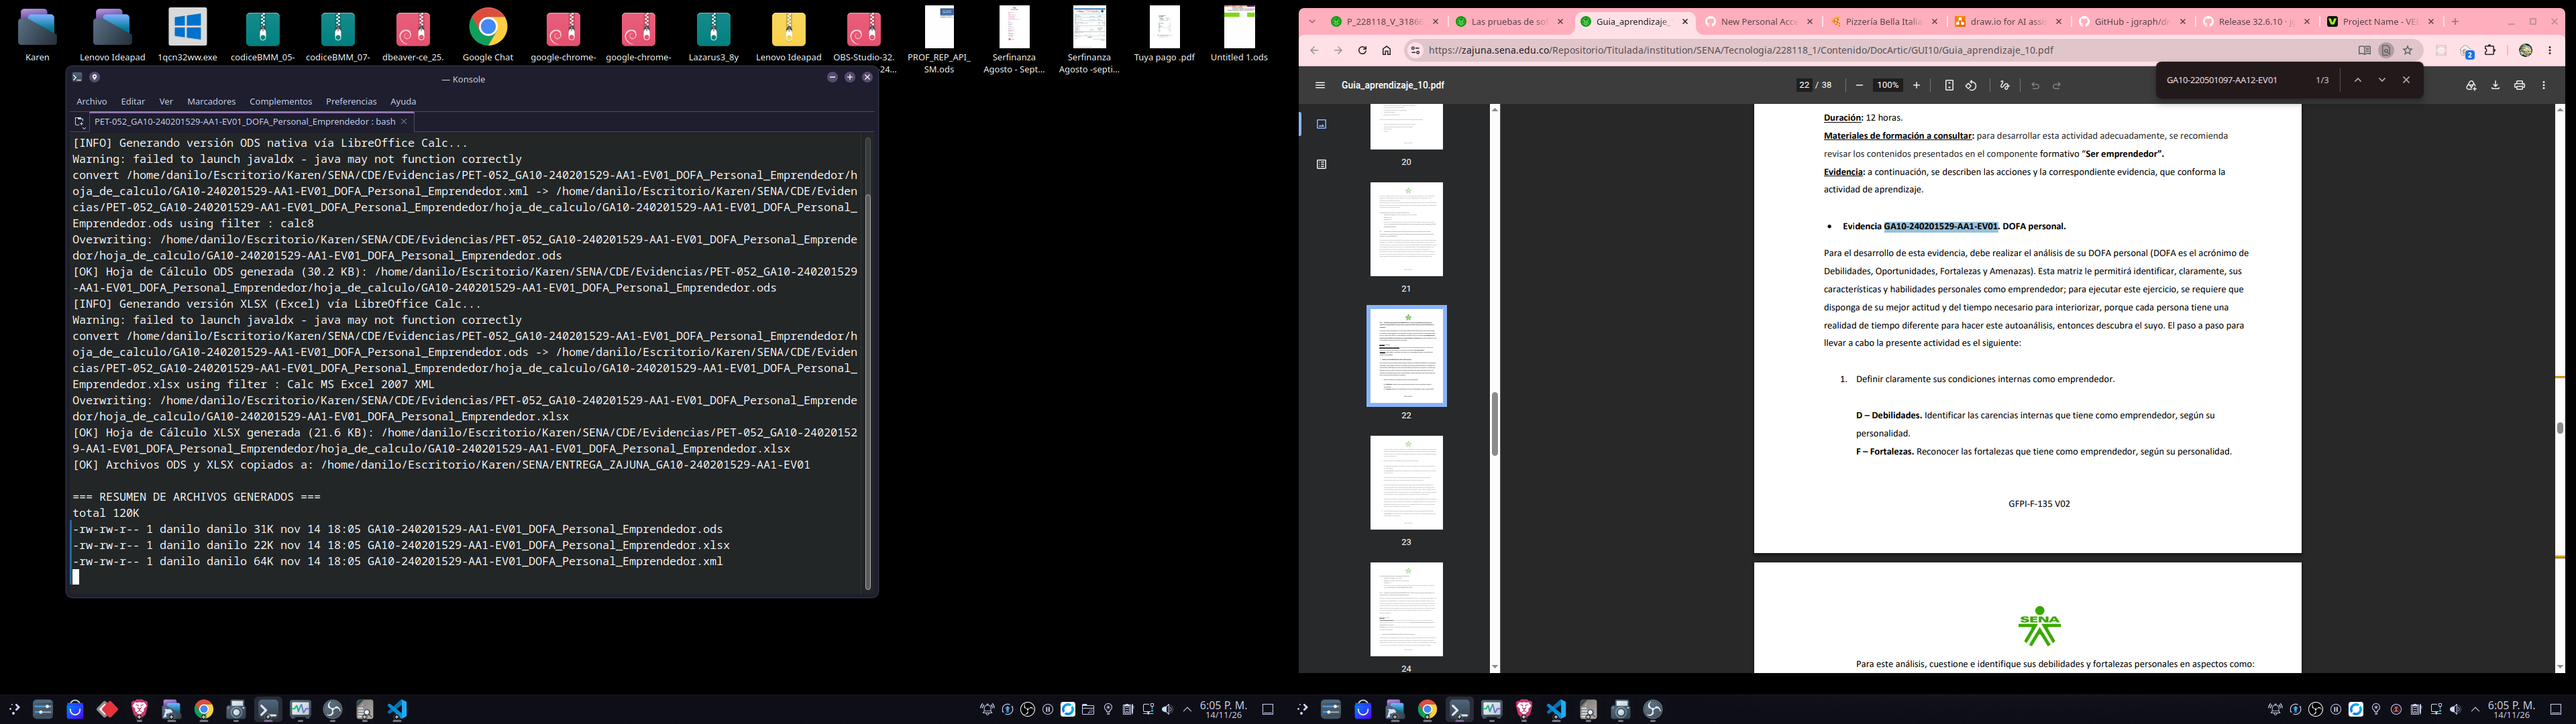 Karen
Lenovo Ideapad
1qcn32ww.exe
codiceBMM_05-
codiceBMM_07-
dbeaver-ce_25.
Google Chat
google-chrome-
google-chrome-
Lazarus3_8y
Lenovo Ideapad
OBS-Studio-32.
24...
PROF_REP_API_
SM.ods
Serfinanza
Agosto - Sept...
Serfinanza
Agosto -septi...
Tuya pago .pdf
Untitled 1.ods
— Konsole
Archivo Editar Ver Marcadores Complementos Preferencias Ayuda
PET-052_GA10-240201529-AA1-EV01_DOFA_Personal_Emprendedor : bash
[INFO] Generando versión ODS nativa vía LibreOffice Calc...
Warning: failed to launch javaldx - java may not function correctly
convert /home/danilo/Escritorio/Karen/SENA/CDE/Evidencias/PET-052_GA10-240201529-AA1-EV01_DOFA_Personal_Emprendedor/h
oja_de_calculo/GA10-240201529-AA1-EV01_DOFA_Personal_Emprendedor.xml -> /home/danilo/Escritorio/Karen/SENA/CDE/Eviden
cias/PET-052_GA10-240201529-AA1-EV01_DOFA_Personal_Emprendedor/hoja_de_calculo/GA10-240201529-AA1-EV01_DOFA_Personal_
Emprendedor.ods using filter : calc8
Overwriting: /home/danilo/Escritorio/Karen/SENA/CDE/Evidencias/PET-052_GA10-240201529-AA1-EV01_DOFA_Personal_Emprende
dor/hoja_de_calculo/GA10-240201529-AA1-EV01_DOFA_Personal_Emprendedor.ods
[OK] Hoja de Cálculo ODS generada (30.2 KB): /home/danilo/Escritorio/Karen/SENA/CDE/Evidencias/PET-052_GA10-240201529
-AA1-EV01_DOFA_Personal_Emprendedor/hoja_de_calculo/GA10-240201529-AA1-EV01_DOFA_Personal_Emprendedor.ods
[INFO] Generando versión XLSX (Excel) vía LibreOffice Calc...
Warning: failed to launch javaldx - java may not function correctly
convert /home/danilo/Escritorio/Karen/SENA/CDE/Evidencias/PET-052_GA10-240201529-AA1-EV01_DOFA_Personal_Emprendedor/h
oja_de_calculo/GA10-240201529-AA1-EV01_DOFA_Personal_Emprendedor.ods -> /home/danilo/Escritorio/Karen/SENA/CDE/Eviden
cias/PET-052_GA10-240201529-AA1-EV01_DOFA_Personal_Emprendedor/hoja_de_calculo/GA10-240201529-AA1-EV01_DOFA_Personal_
Emprendedor.xlsx using filter : Calc MS Excel 2007 XML
Overwriting: /home/danilo/Escritorio/Karen/SENA/CDE/Evidencias/PET-052_GA10-240201529-AA1-EV01_DOFA_Personal_Emprende
dor/hoja_de_calculo/GA10-240201529-AA1-EV01_DOFA_Personal_Emprendedor.xlsx
[OK] Hoja de Cálculo XLSX generada (21.6 KB): /home/danilo/Escritorio/Karen/SENA/CDE/Evidencias/PET-052_GA10-24020152
9-AA1-EV01_DOFA_Personal_Emprendedor/hoja_de_calculo/GA10-240201529-AA1-EV01_DOFA_Personal_Emprendedor.xlsx
[OK] Archivos ODS y XLSX copiados a: /home/danilo/Escritorio/Karen/SENA/ENTREGA_ZAJUNA_GA10-240201529-AA1-EV01
=== RESUMEN DE ARCHIVOS GENERADOS ===
total 120K
-rw-rw-r-- 1 danilo danilo 31K nov 14 18:05 GA10-240201529-AA1-EV01_DOFA_Personal_Emprendedor.ods
-rw-rw-r-- 1 danilo danilo 22K nov 14 18:05 GA10-240201529-AA1-EV01_DOFA_Personal_Emprendedor.xlsx
-rw-rw-r-- 1 danilo danilo 64K nov 14 18:05 GA10-240201529-AA1-EV01_DOFA_Personal_Emprendedor.xml
6:05 P. M.
14/11/26
P_228118_V_3186
Las pruebas de so
Guia_aprendizaje_
New Personal Acc
Pizzería Bella Itali
draw.io for AI ass
GitHub - jgraph/dr
Release 32.6.10 · j
Project Name - VE
https://zajuna.sena.edu.co/Repositorio/Titulada/institution/SENA/Tecnologia/228118_1/Contenido/DocArtic/GUI10/Guia_aprendizaje_10.pdf
2
GA10-220501097-AA12-EV01 1/3
Guia_aprendizaje_10.pdf
22 / 38
100%
20
21
22
23
24
Duración: 12 horas.
Materiales de formación a consultar: para desarrollar esta actividad adecuadamente, se recomienda
revisar los contenidos presentados en el componente formativo “Ser emprendedor”.
Evidencia: a continuación, se describen las acciones y la correspondiente evidencia, que conforma la
actividad de aprendizaje.
• Evidencia GA10-240201529-AA1-EV01. DOFA personal.
Para el desarrollo de esta evidencia, debe realizar el análisis de su DOFA personal (DOFA es el acrónimo de
Debilidades, Oportunidades, Fortalezas y Amenazas). Esta matriz le permitirá identificar, claramente, sus
características y habilidades personales como emprendedor; para ejecutar este ejercicio, se requiere que
disponga de su mejor actitud y del tiempo necesario para interiorizar, porque cada persona tiene una
realidad de tiempo diferente para hacer este autoanálisis, entonces descubra el suyo. El paso a paso para
llevar a cabo la presente actividad es el siguiente:
1. Definir claramente sus condiciones internas como emprendedor.
D – Debilidades. Identificar las carencias internas que tiene como emprendedor, según su
personalidad.
F – Fortalezas. Reconocer las fortalezas que tiene como emprendedor, según su personalidad.
GFPI-F-135 V02
SENA
Para este análisis, cuestione e identifique sus debilidades y fortalezas personales en aspectos como:
6:05 P. M.
14/11/26